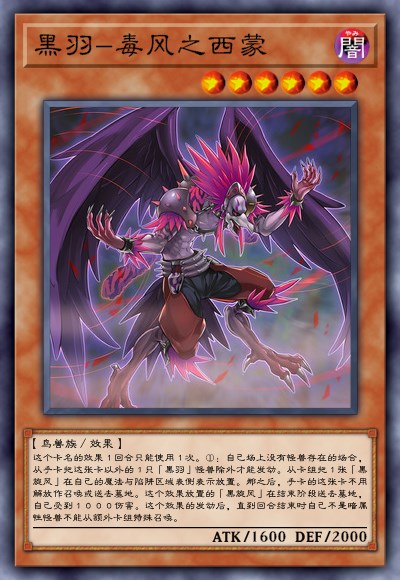 黑羽-毒风之西蒙
やみ
闇
【鸟兽族/效果】
这个卡名的效果1回合只能使用1次。①：自己场上没有怪兽存在的场合，
从手卡把这张卡以外的1只「黑羽」怪兽除外才能发动。从卡组把1张「黑
旋风」在自己的魔法与陷阱区域表侧表示放置。那之后，手卡的这张卡不用
解放作召唤或送去墓地。这个效果放置的「黑旋风」在结束阶段送去墓地，
自己受到1000伤害。这个效果的发动后，直到回合结束时自己不是暗属
性怪兽不能从额外卡组特殊召唤。
ATK/1600 DEF/2000